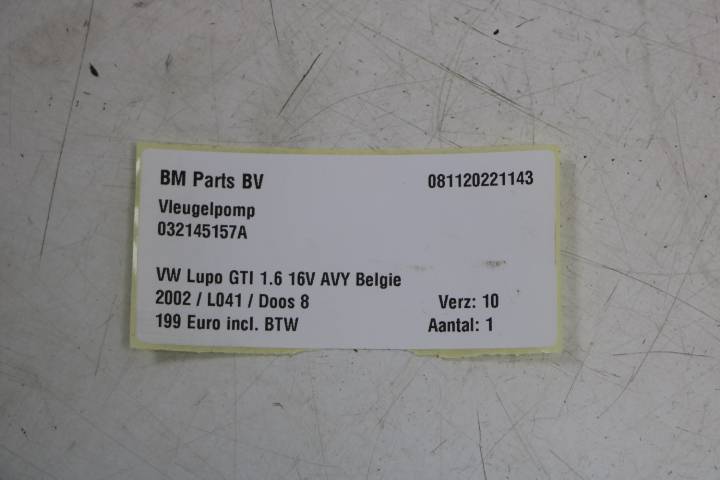 BM Parts BV 081120221143
Vleugelpomp
032145157A
VW Lupo GTI 1.6 16V AVY Belgie
2002 / L041 / Doos 8 Verz: 10
199 Euro incl. BTW Aantal: 1